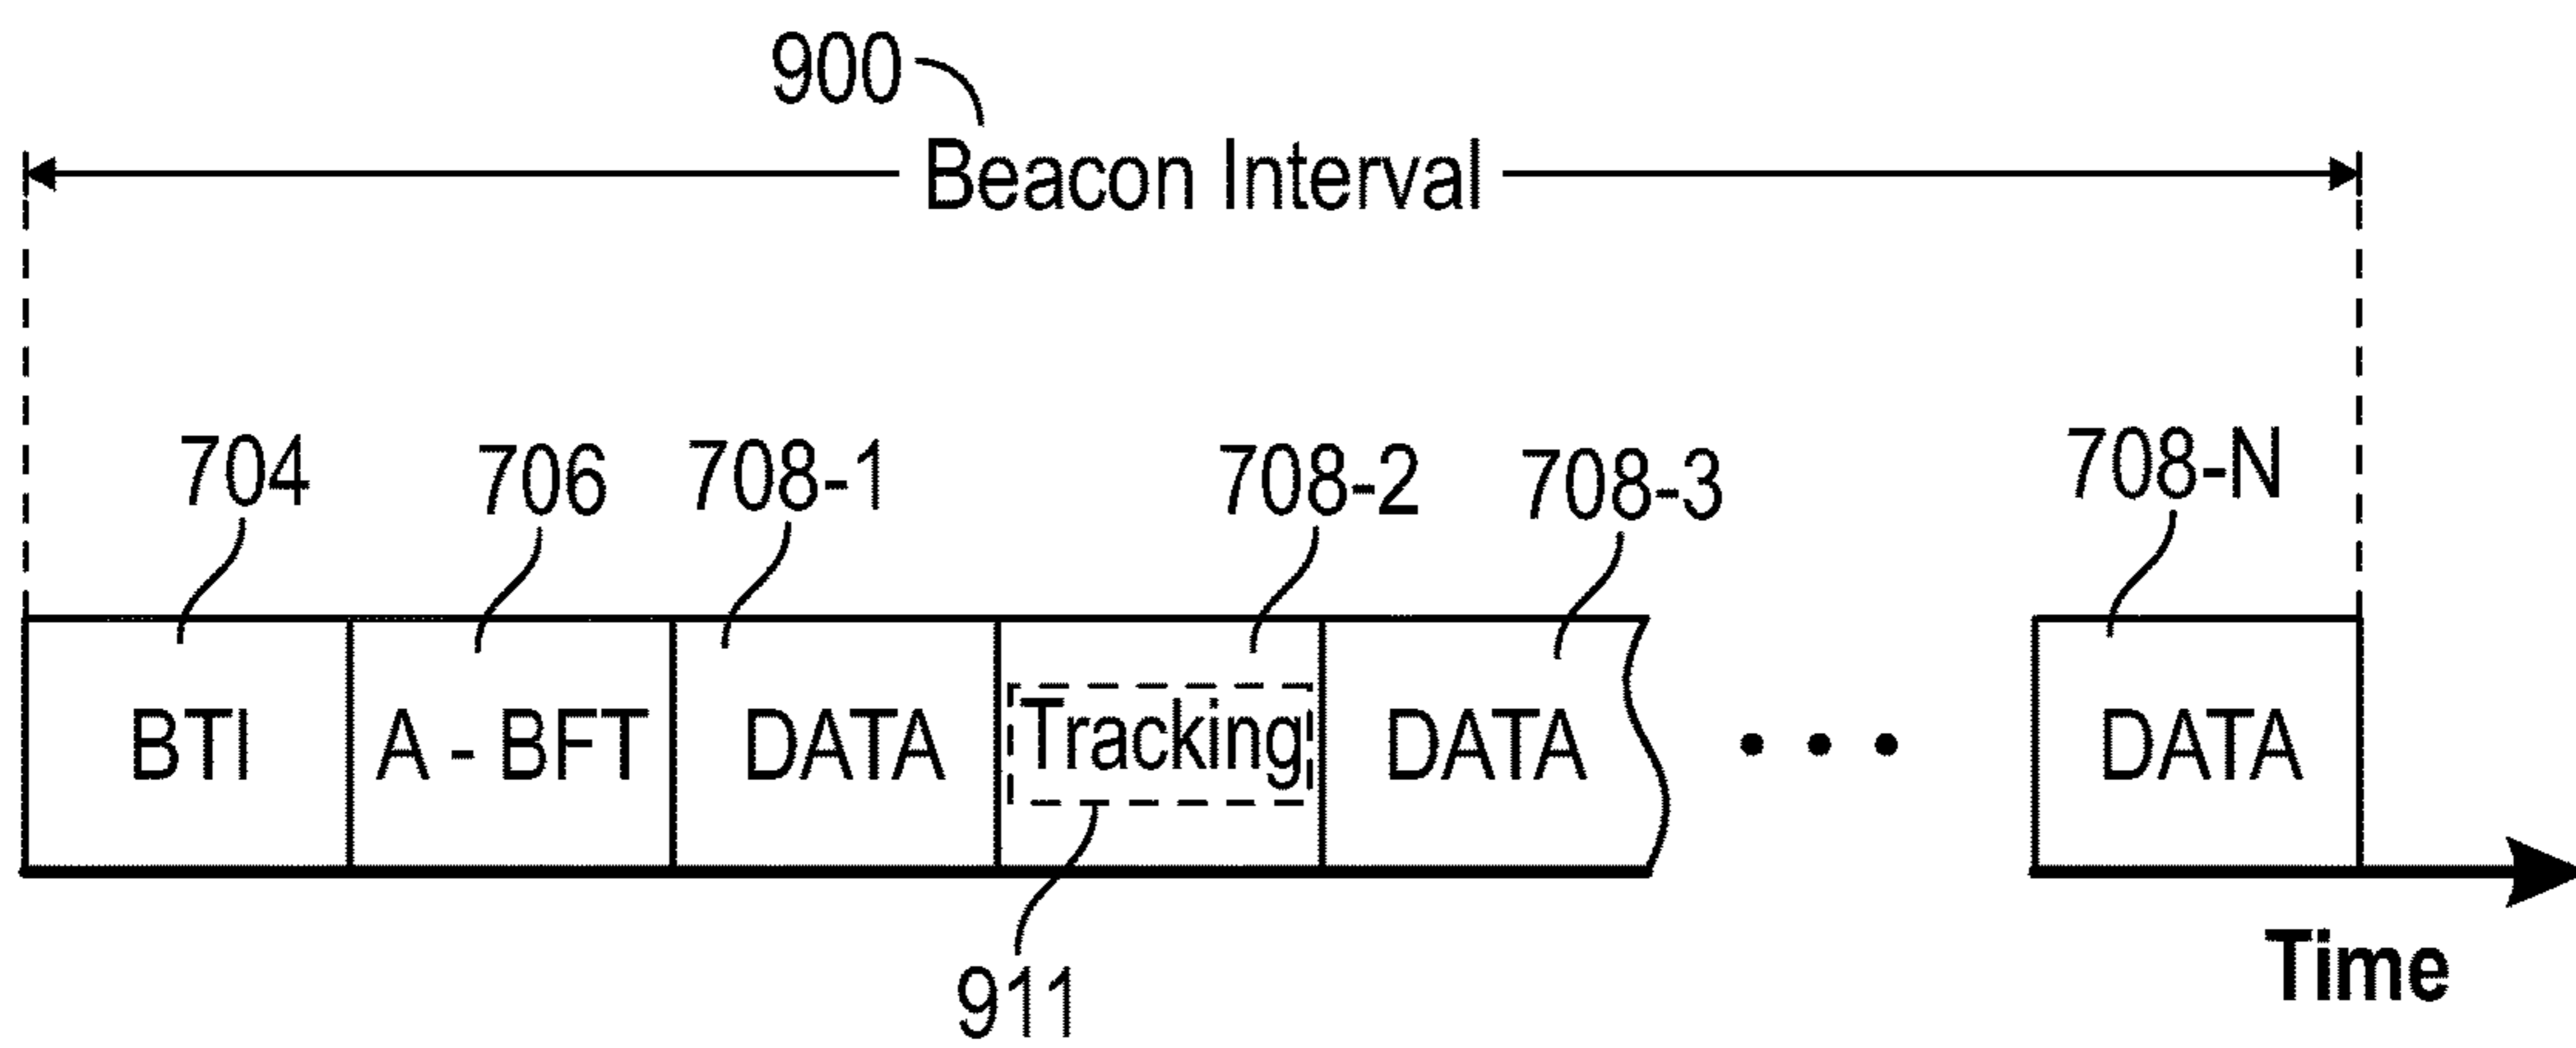 900
Beacon Interval
704 706 708-1 708-2 708-3 708-N
BTI A - BFT DATA Tracking DATA DATA
911
Time